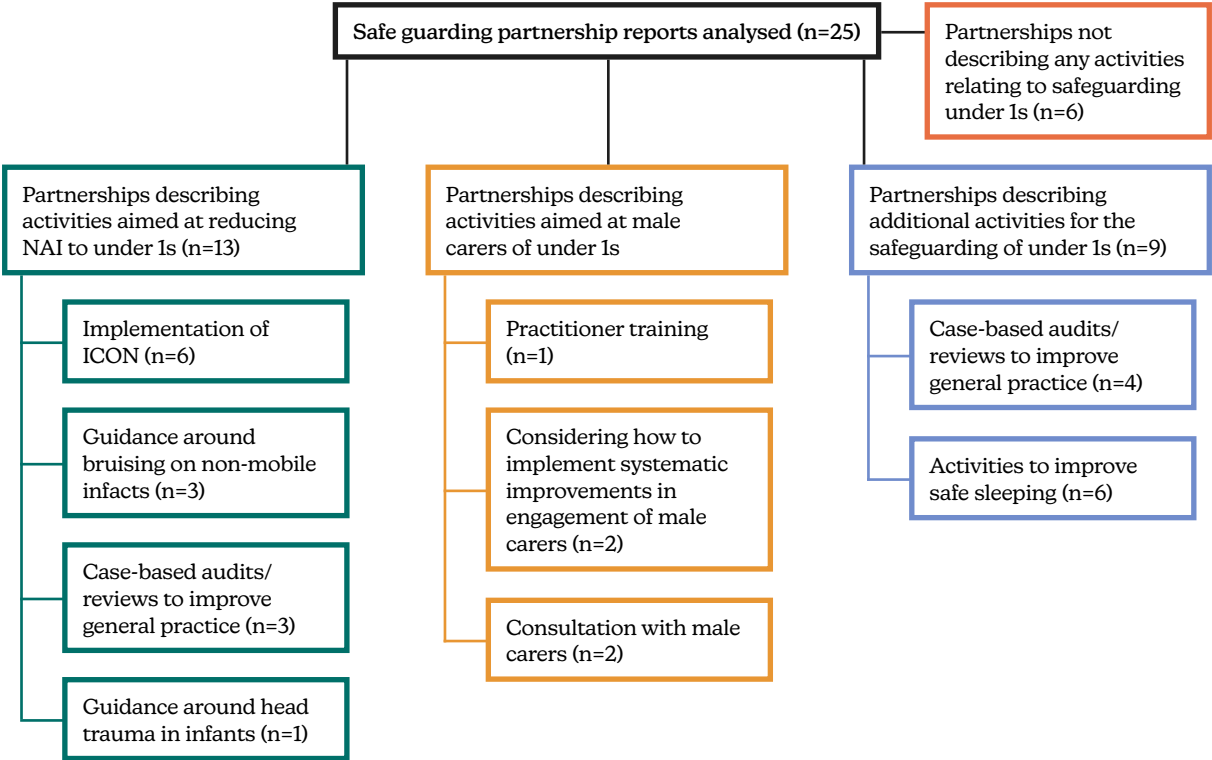 Safe guarding partnership reports analysed (n=25)
Partnerships not
describing any activities
relating to safeguarding
under 1s (n=6)
Partnerships describing
activities aimed at reducing
NAI to under 1s (n=13)
Implementation of
ICON (n=6)
Guidance around
bruising on non-mobile
infacts (n=3)
Case-based audits/
reviews to improve
general practice (n=3)
Guidance around head
trauma in infants (n=1)
Partnerships describing
activities aimed at male
carers of under 1s
Practitioner training
(n=1)
Considering how to
implement systematic
improvements in
engagement of male
carers (n=2)
Consultation with male
carers (n=2)
Partnerships describing
additional activities for the
safeguarding of under 1s (n=9)
Case-based audits/
reviews to improve
general practice (n=4)
Activities to improve
safe sleeping (n=6)